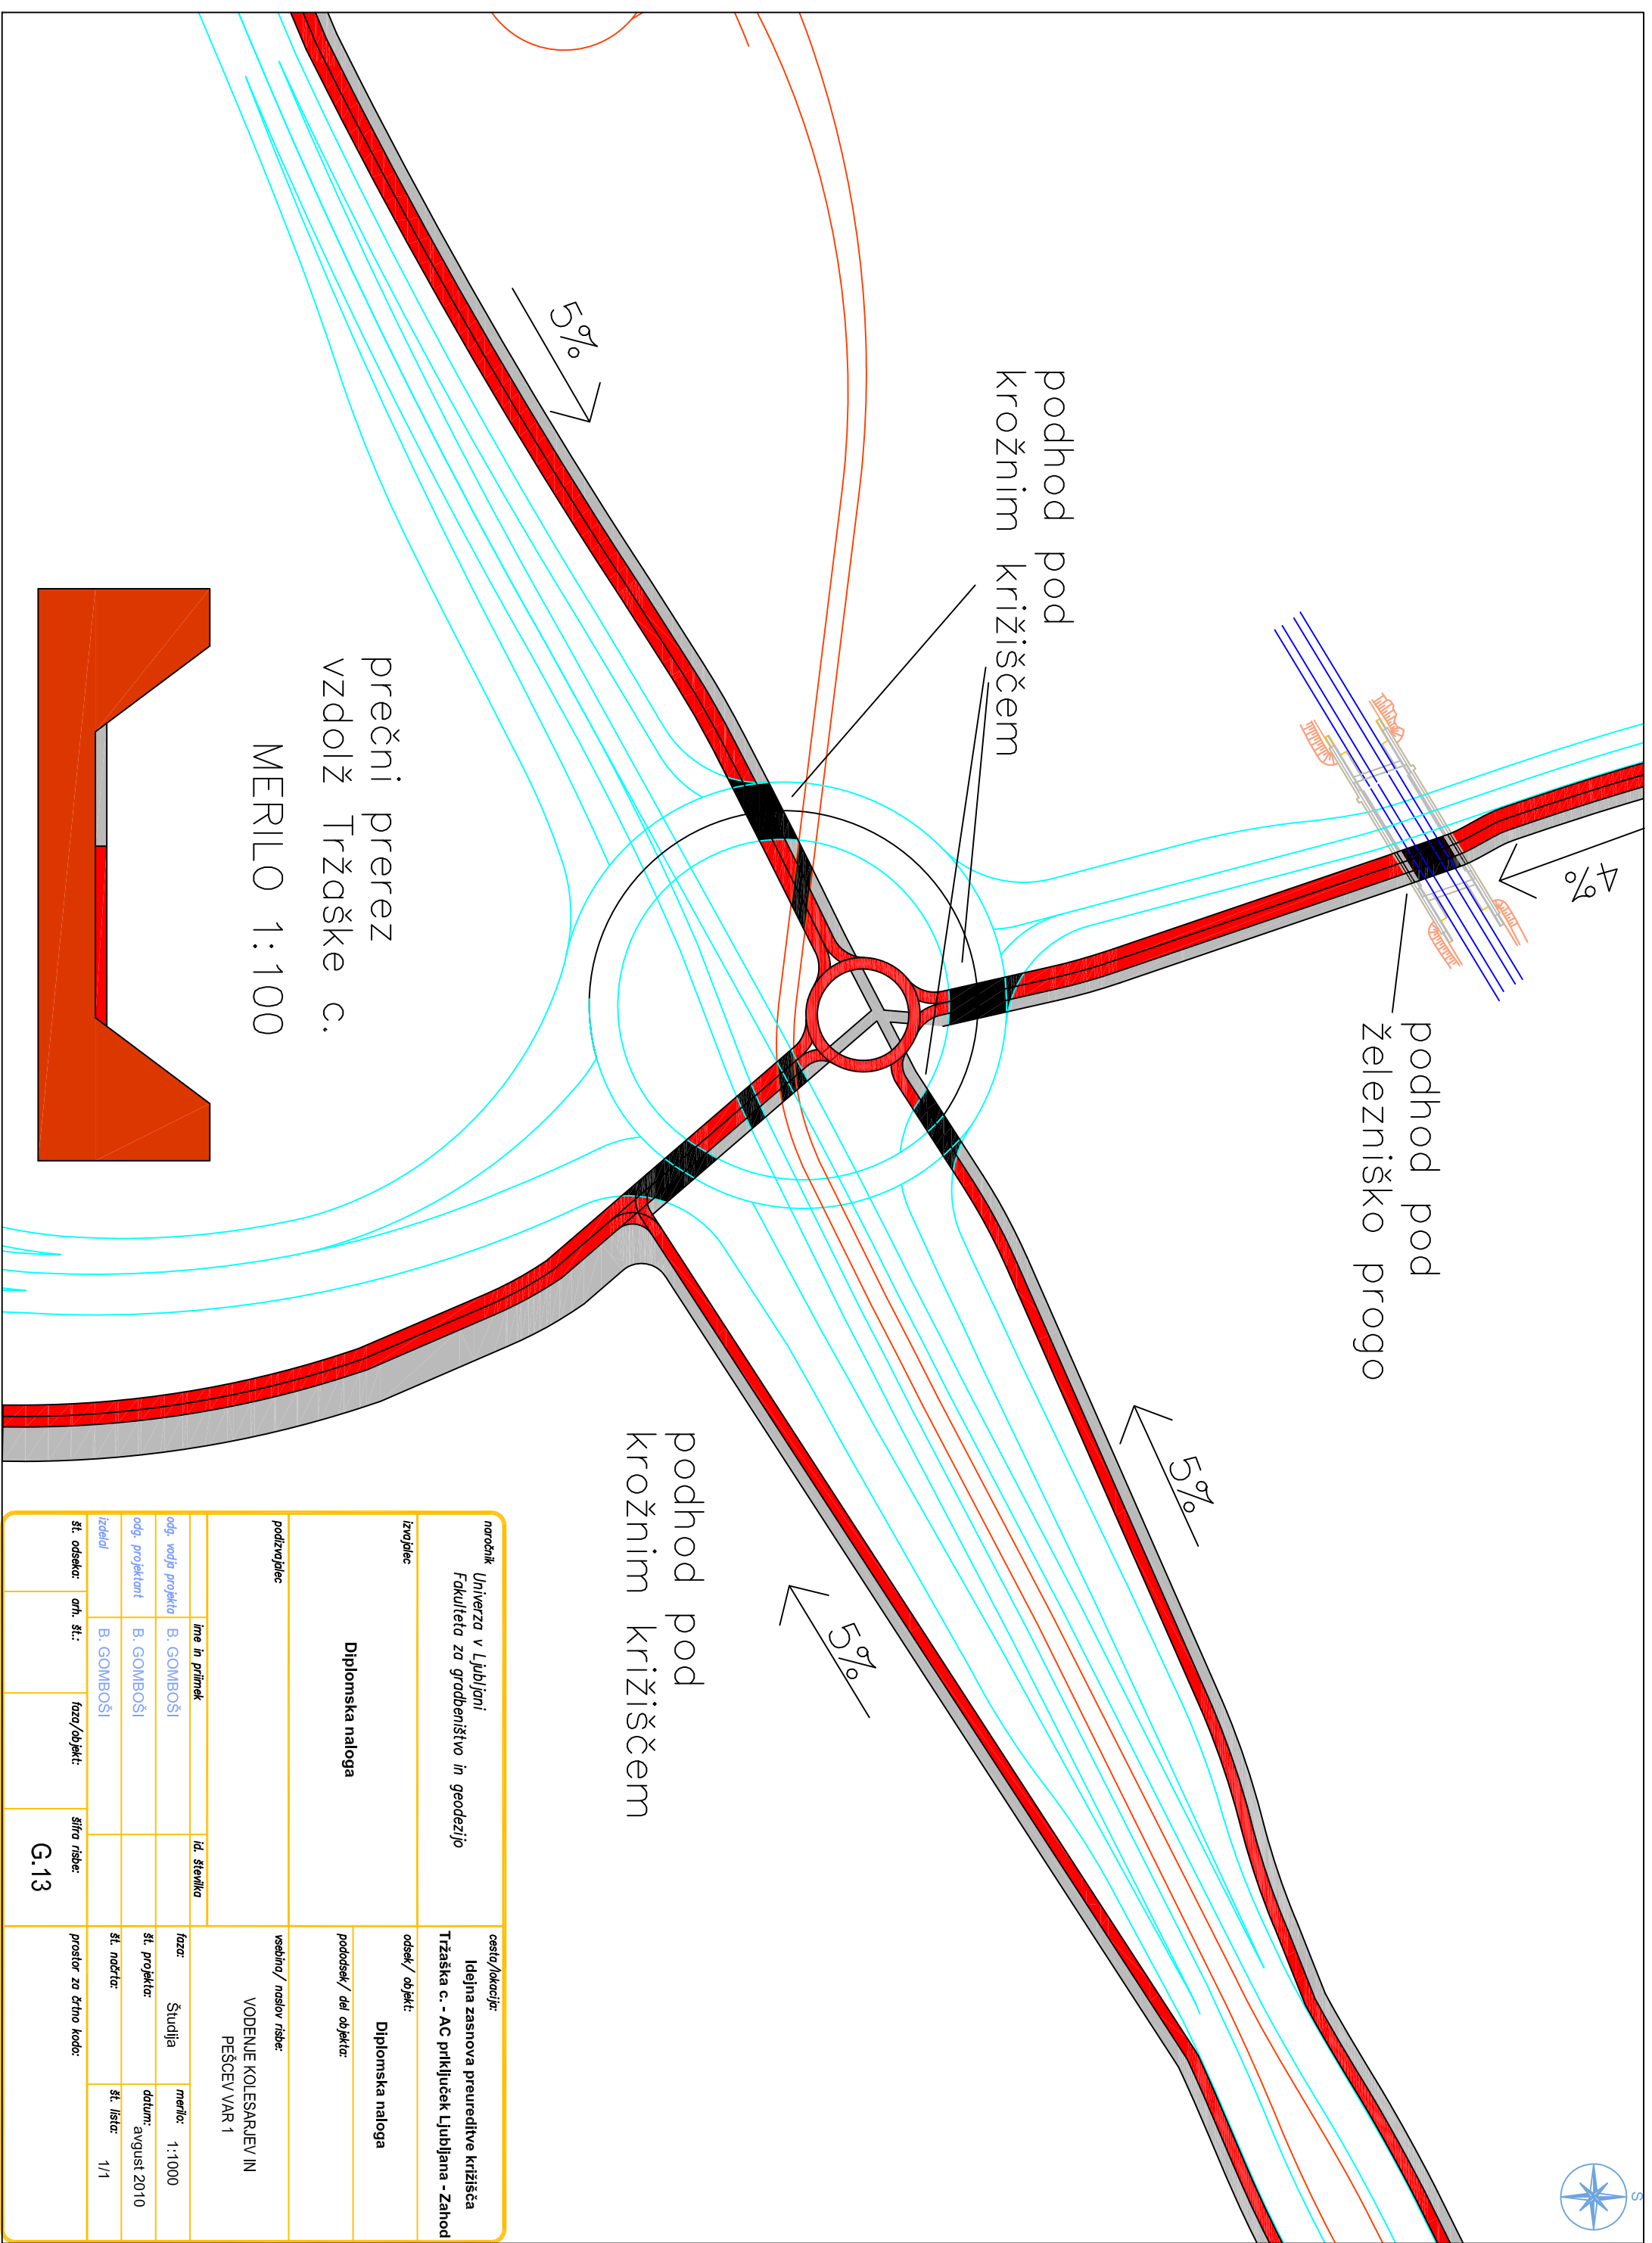 S
4%
podhod pod
železniško progo
podhod pod
krožnim križiščem
5%
5%
5%
podhod pod
krožnim križiščem
prečni prerez
vzdolž Tržaške c.
MERILO 1:100
naročnik
Univerza v Ljubljani
Fakulteta za gradbeništvo in geodezijo
cesta/lokacija:
Idejna zasnova preureditve križišča
Tržaška c. - AC priključek Ljubljana - Zahod
izvajalec
Diplomska naloga
odsek/ objekt:
Diplomska naloga
pododsek/ del objekta:
podizvajalec
vsebina/ naslov risbe:
VODENJE KOLESARJEV IN
PEŠCEV VAR 1
ime in priimek
id. številka
odg. vodja projekta B. GOMBOŠI
faza: Študija
merilo: 1:1000
odg. projektant B. GOMBOŠI
št. projekta:
datum: avgust 2010
izdelal B. GOMBOŠI
št. načrta:
št. lista: 1/1
št. odseka:
arh. št.:
faza/objekt:
šifra risbe:
G.13
prostor za črtno kodo: